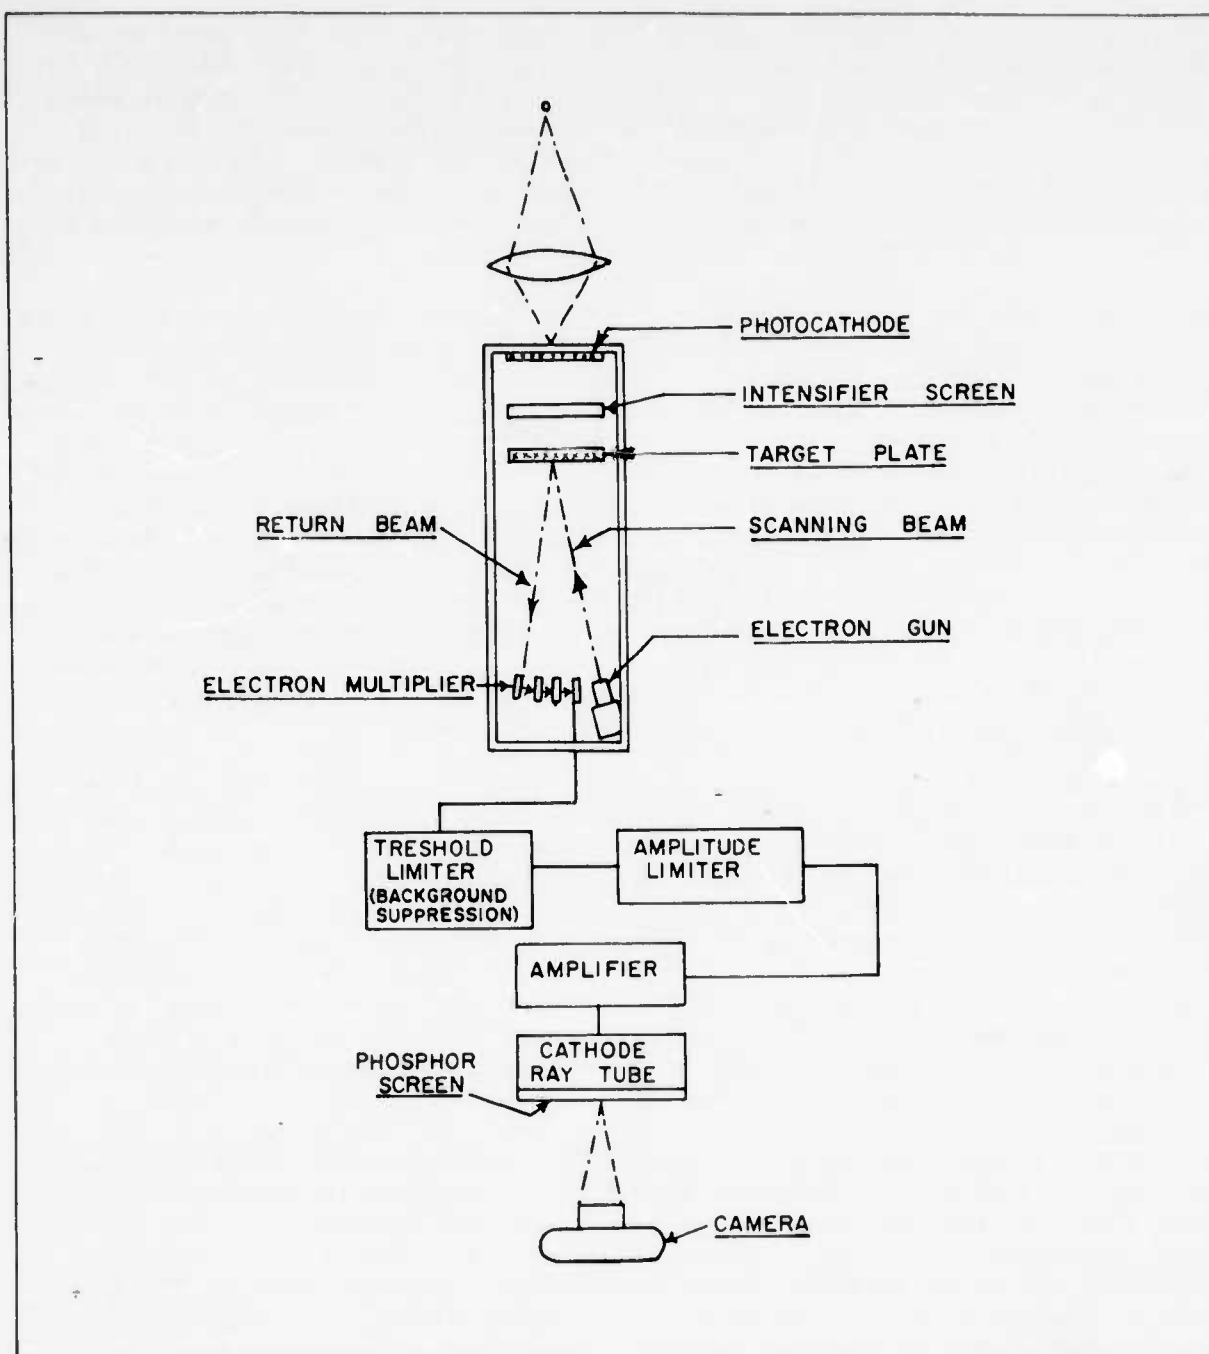 PHOTOCATHODE
INTENSIFIER SCREEN
TARGET PLATE
RETURN BEAM
SCANNING BEAM
ELECTRON GUN
ELECTRON MULTIPLIER
TRESHOLD
LIMITER
(BACKGROUND
SUPPRESSION)
AMPLITUDE
LIMITER
AMPLIFIER
CATHODE
RAY TUBE
PHOSPHOR
SCREEN
CAMERA